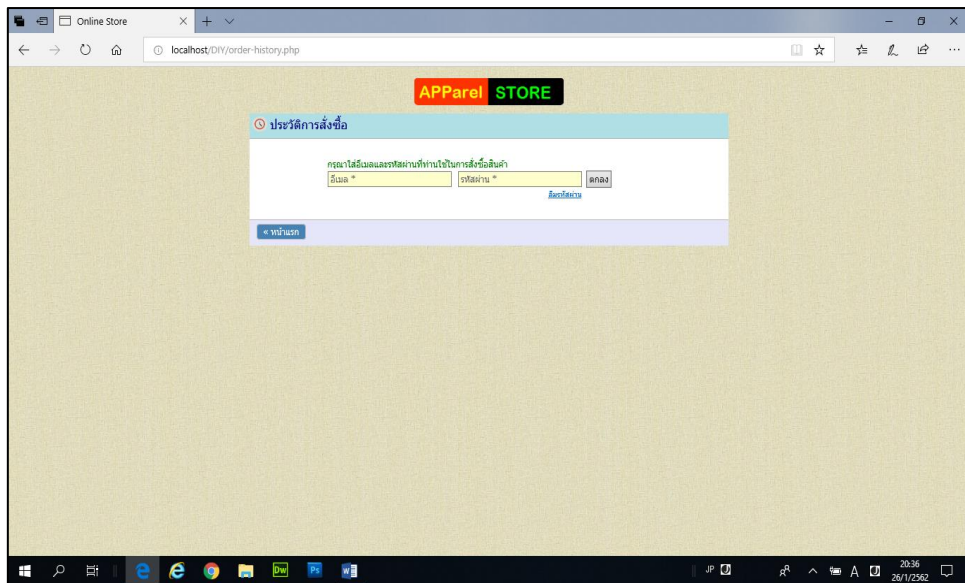 Online Store
localhost/DIY/order-history.php
APParel STORE
ประวัติการสั่งซื้อ
กรุณาใส่อีเมลและรหัสผ่านที่ท่านใช้ในการสั่งซื้อสินค้า
อีเมล * รหัสผ่าน * ตกลง
ลืมรหัสผ่าน
« หน้าแรก
Dw Ps W JP J A J 20:36
26/1/2562